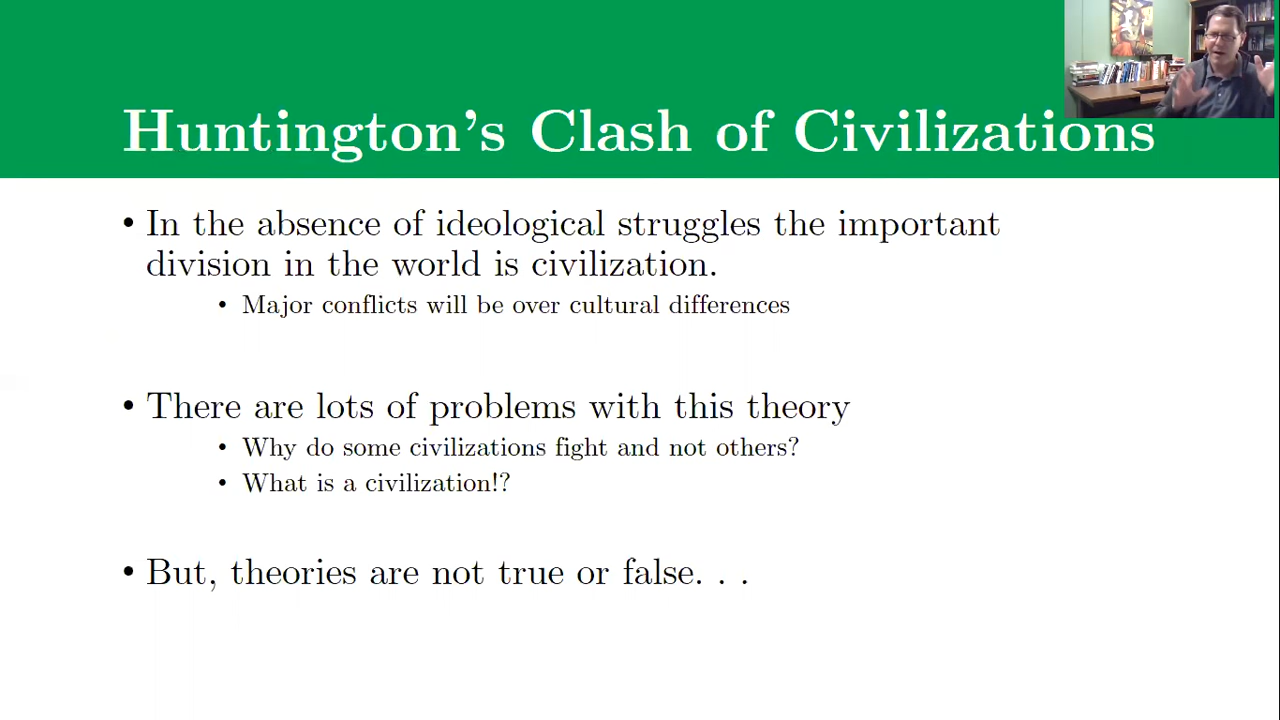 Huntington's Clash of Civilizations
• In the absence of ideological struggles the important
division in the world is civilization.
• Major conflicts will be over cultural differences
• There are lots of problems with this theory
• Why do some civilizations fight and not others?
• What is a civilization!?
• But, theories are not true or false. . .